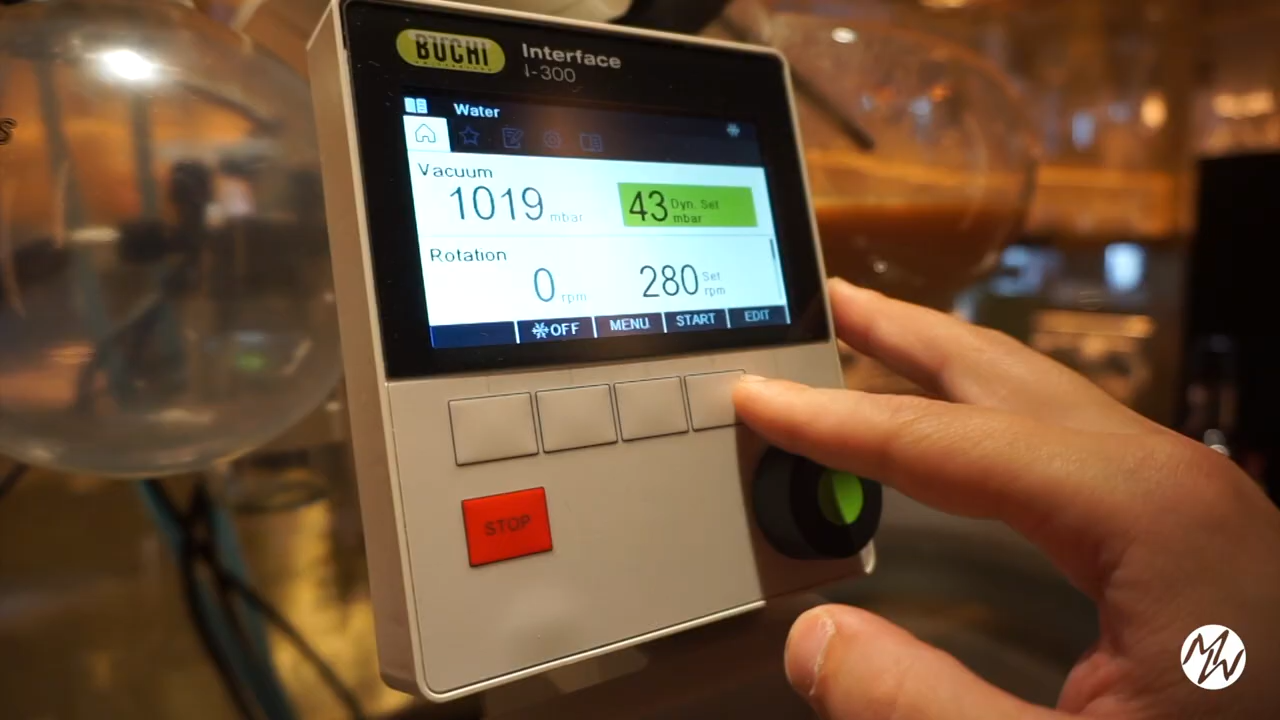 BUCHI
Interface
I-300
Water
Vacuum
1019 mbar
43 Dyn. Set
mbar
Rotation
0 rpm
280 Set
rpm
OFF MENU START EDIT
STOP
MW
s